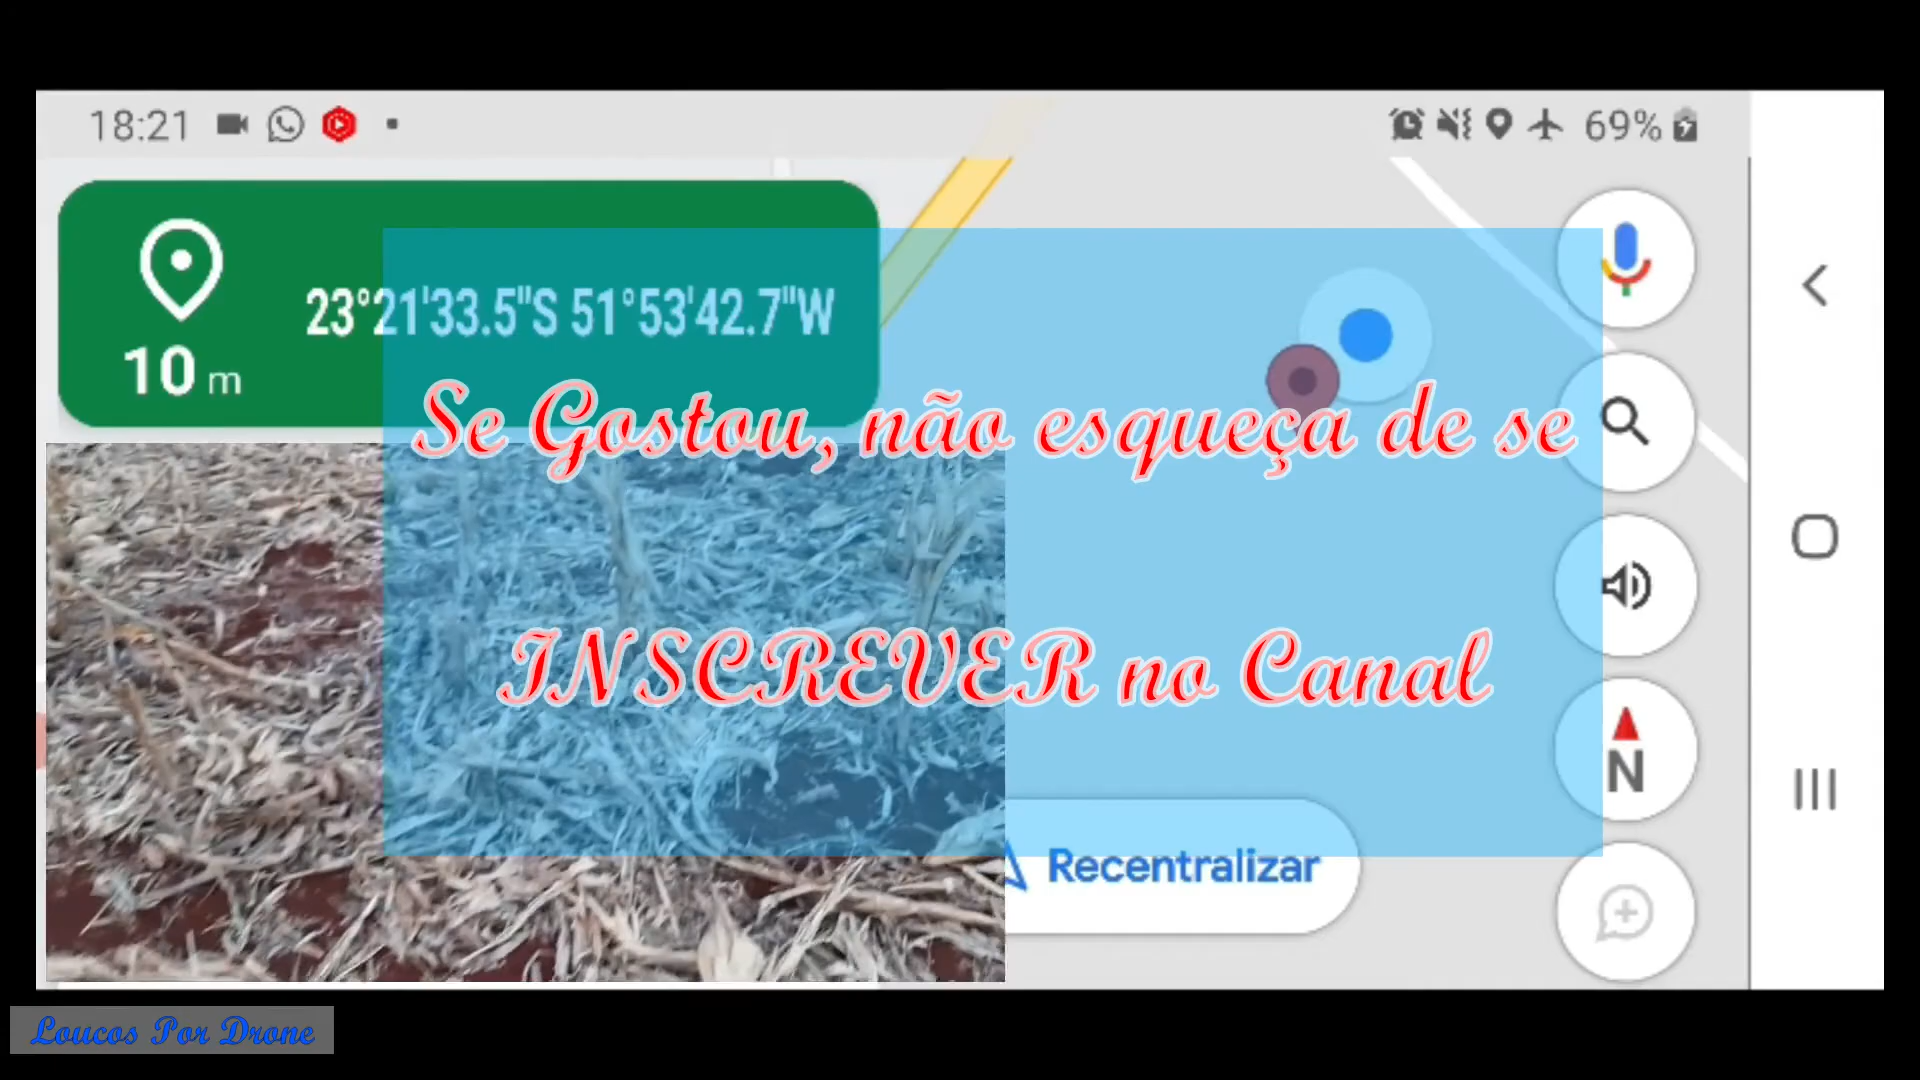 18:21
69%
23°21'33.5"S 51°53'42.7"W
10 m
Se Gostou, não esqueça de se
INSCREVER no Canal
N
Recentralizar
Loucos Por Drone